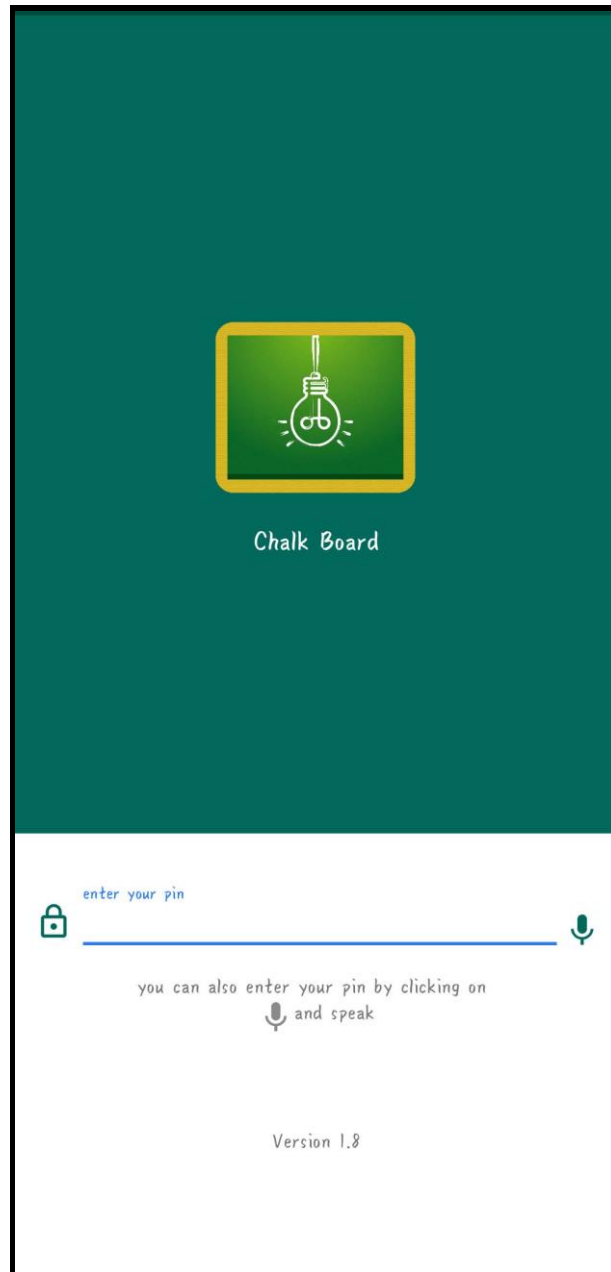 Chalk Board
enter your pin
you can also enter your pin by clicking on
and speak
Version 1.8